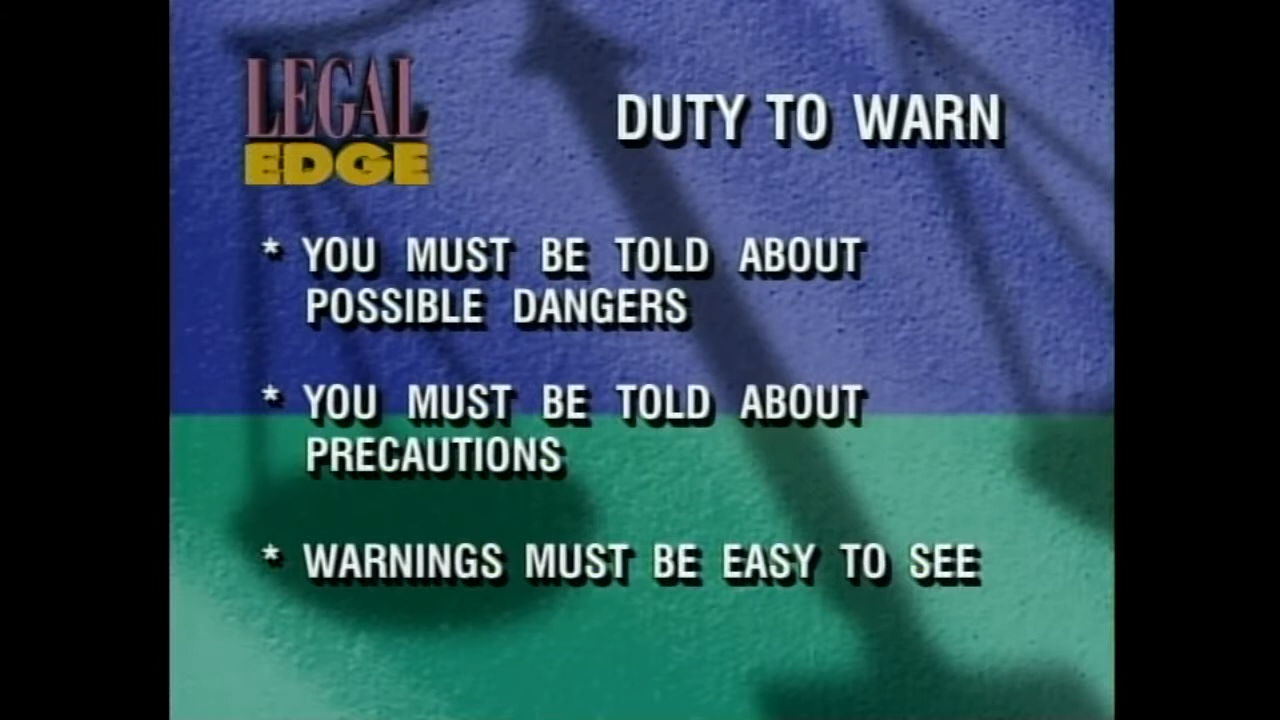 LEGAL
EDGE
DUTY TO WARN
* YOU MUST BE TOLD ABOUT
POSSIBLE DANGERS
* YOU MUST BE TOLD ABOUT
PRECAUTIONS
* WARNINGS MUST BE EASY TO SEE